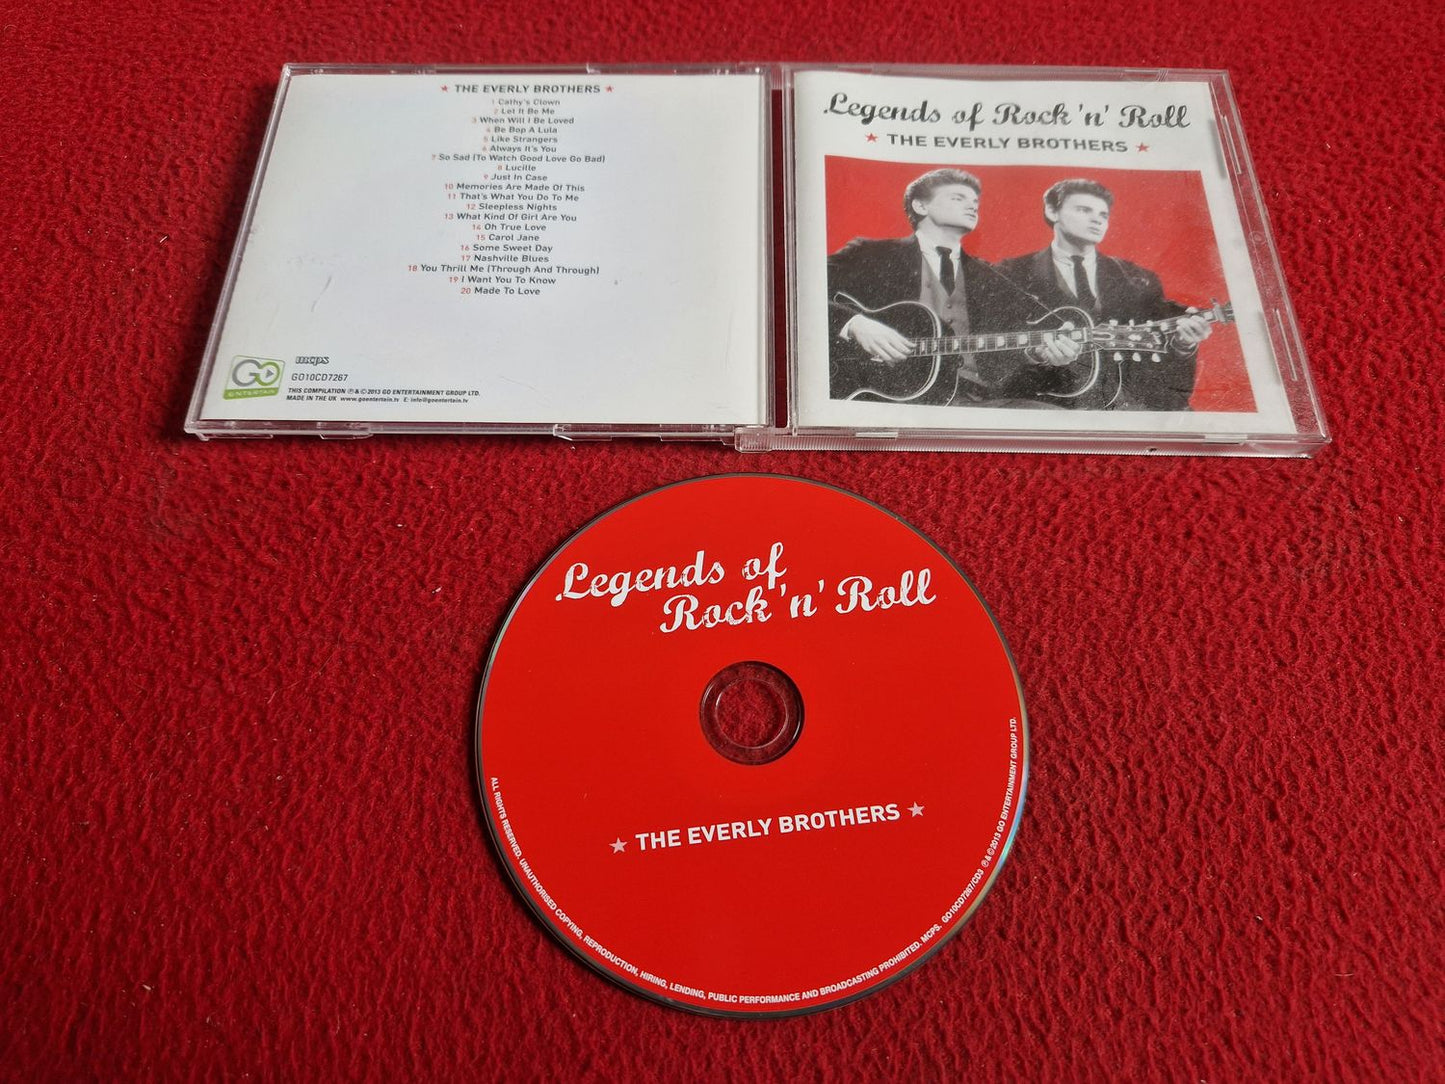 ★ THE EVERLY BROTHERS ★
1 Cathy's Clown
2 Let It Be Me
3 When Will I Be Loved
4 Be Bop A Lula
5 Like Strangers
6 Always It's You
7 So Sad (To Watch Good Love Go Bad)
8 Lucille
9 Just In Case
10 Memories Are Made Of This
11 That's What You Do To Me
12 Sleepless Nights
13 What Kind Of Girl Are You
14 Oh True Love
15 Carol Jane
16 Some Sweet Day
17 Nashville Blues
18 You Thrill Me (Through And Through)
19 I Want You To Know
20 Made To Love
GO
ENTERTAIN
mcps
GO10CD7267
THIS COMPILATION ℗ & © 2013 GO ENTERTAINMENT GROUP LTD.
MADE IN THE UK www.goentertain.tv E: info@goentertain.tv
Legends of Rock 'n' Roll
★ THE EVERLY BROTHERS ★
Legends of
Rock 'n' Roll
★ THE EVERLY BROTHERS ★
ALL RIGHTS RESERVED. UNAUTHORISED COPYING, REPRODUCTION, HIRING, LENDING, PUBLIC PERFORMANCE AND BROADCASTING PROHIBITED. MCPS. GO10CD7267/CD3 ℗ & © 2013 GO ENTERTAINMENT GROUP LTD.